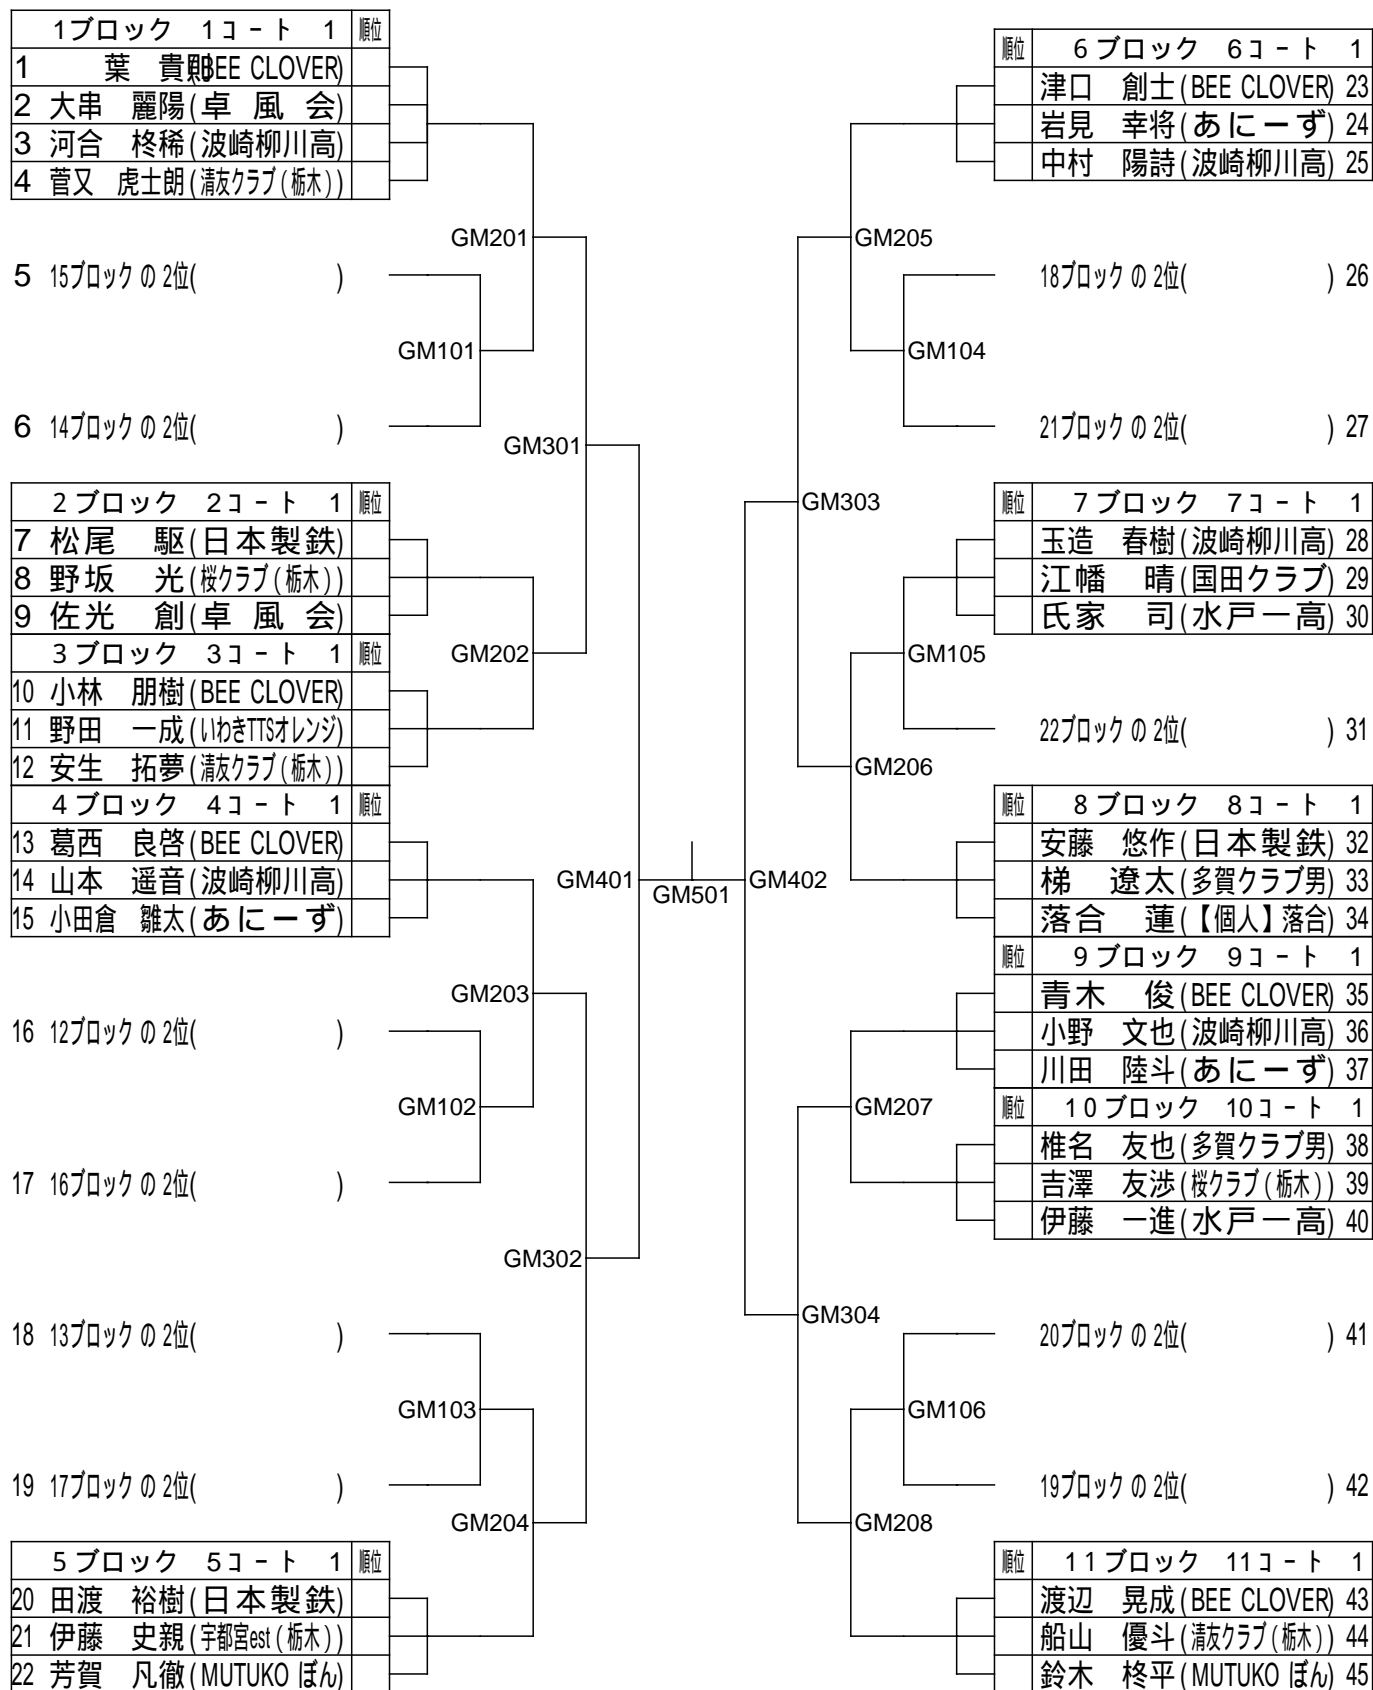 1ブロック 1コート 1 順位
1 葉 貴 (BEE CLOVER)
2 大串 麗陽(卓 風 会)
3 河合 柊稀(波崎柳川高)
4 菅又 虎士朗(清友クラブ(栃木))
GM201
5 15ブロック の 2位( )
GM101
6 14ブロック の 2位( )
GM301
2ブロック 2コート 1 順位
7 松尾 駆(日本製鉄)
8 野坂 光(桜クラブ(栃木))
9 佐光 創(卓 風 会)
3ブロック 3コート 1 順位
GM202
10 小林 朋樹(BEE CLOVER)
11 野田 一成(いわきTTSオレンジ)
12 安生 拓夢(清友クラブ(栃木))
4ブロック 4コート 1 順位
13 葛西 良啓(BEE CLOVER)
14 山本 遥音(波崎柳川高)
15 小田倉 雛太(あにーず)
GM401
GM203
16 12ブロック の 2位( )
GM102
17 16ブロック の 2位( )
GM302
18 13ブロック の 2位( )
GM103
19 17ブロック の 2位( )
GM204
5ブロック 5コート 1 順位
20 田渡 裕樹(日本製鉄)
21 伊藤 史親(宇都宮est(栃木))
22 芳賀 凡徹(MUTUKO ぽん)
GM501
順位 6ブロック 6コート 1
津口 創士(BEE CLOVER) 23
岩見 幸将(あにーず) 24
中村 陽詩(波崎柳川高) 25
GM205
18ブロック の 2位( ) 26
GM104
21ブロック の 2位( ) 27
GM303
順位 7ブロック 7コート 1
玉造 春樹(波崎柳川高) 28
江幡 晴(国田クラブ) 29
氏家 司(水戸一高) 30
GM105
22ブロック の 2位( ) 31
GM206
順位 8ブロック 8コート 1
安藤 悠作(日本製鉄) 32
梯 遼太(多賀クラブ男) 33
落合 蓮(【個人】落合) 34
GM402
順位 9ブロック 9コート 1
青木 俊(BEE CLOVER) 35
小野 文也(波崎柳川高) 36
川田 陸斗(あにーず) 37
GM207
順位 10ブロック 10コート 1
椎名 友也(多賀クラブ男) 38
吉澤 友渉(桜クラブ(栃木)) 39
伊藤 一進(水戸一高) 40
GM304
20ブロック の 2位( ) 41
GM106
19ブロック の 2位( ) 42
GM208
順位 11ブロック 11コート 1
渡辺 晃成(BEE CLOVER) 43
船山 優斗(清友クラブ(栃木)) 44
鈴木 柊平(MUTUKO ぽん) 45